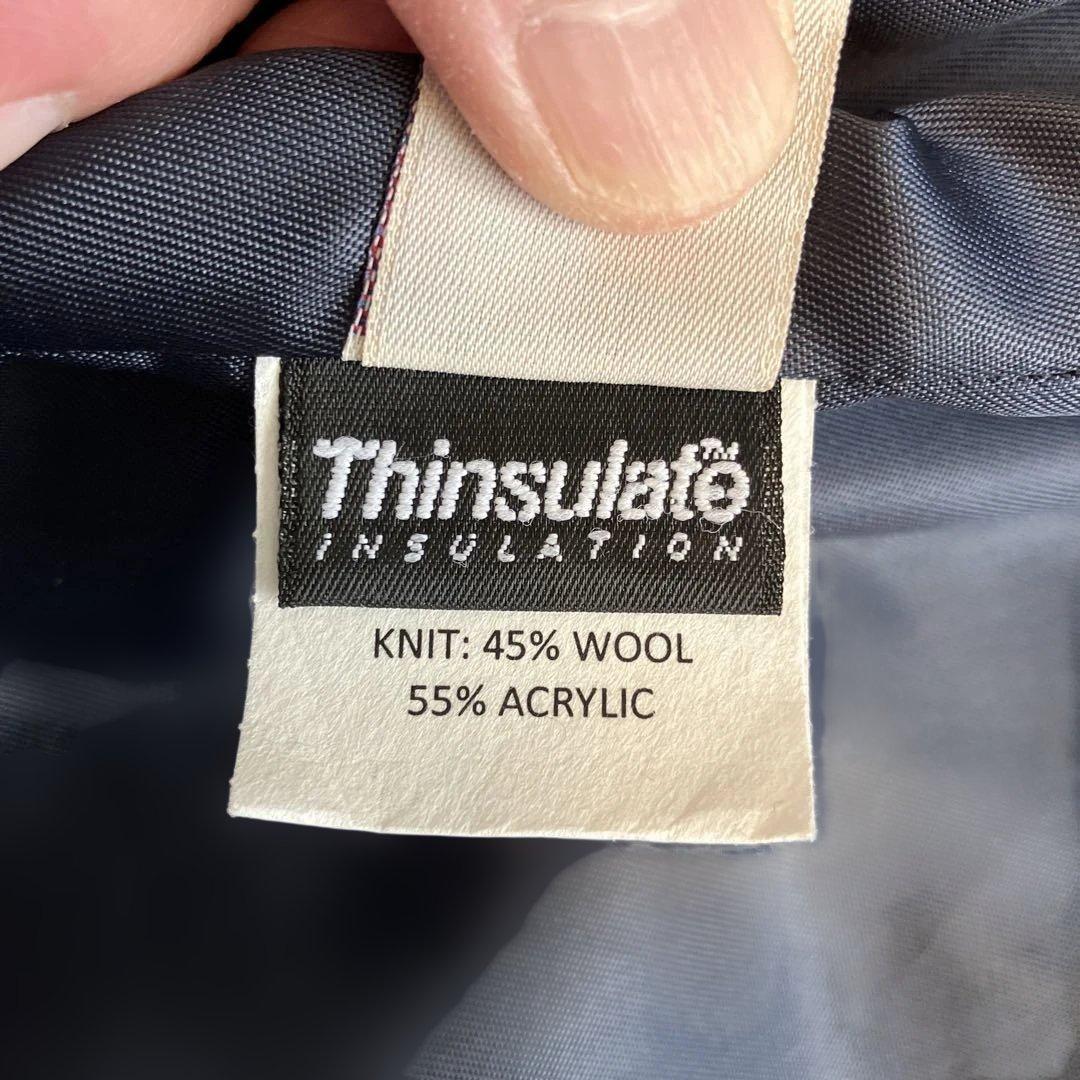 Thinsulate™
INSULATION
KNIT: 45% WOOL
55% ACRYLIC